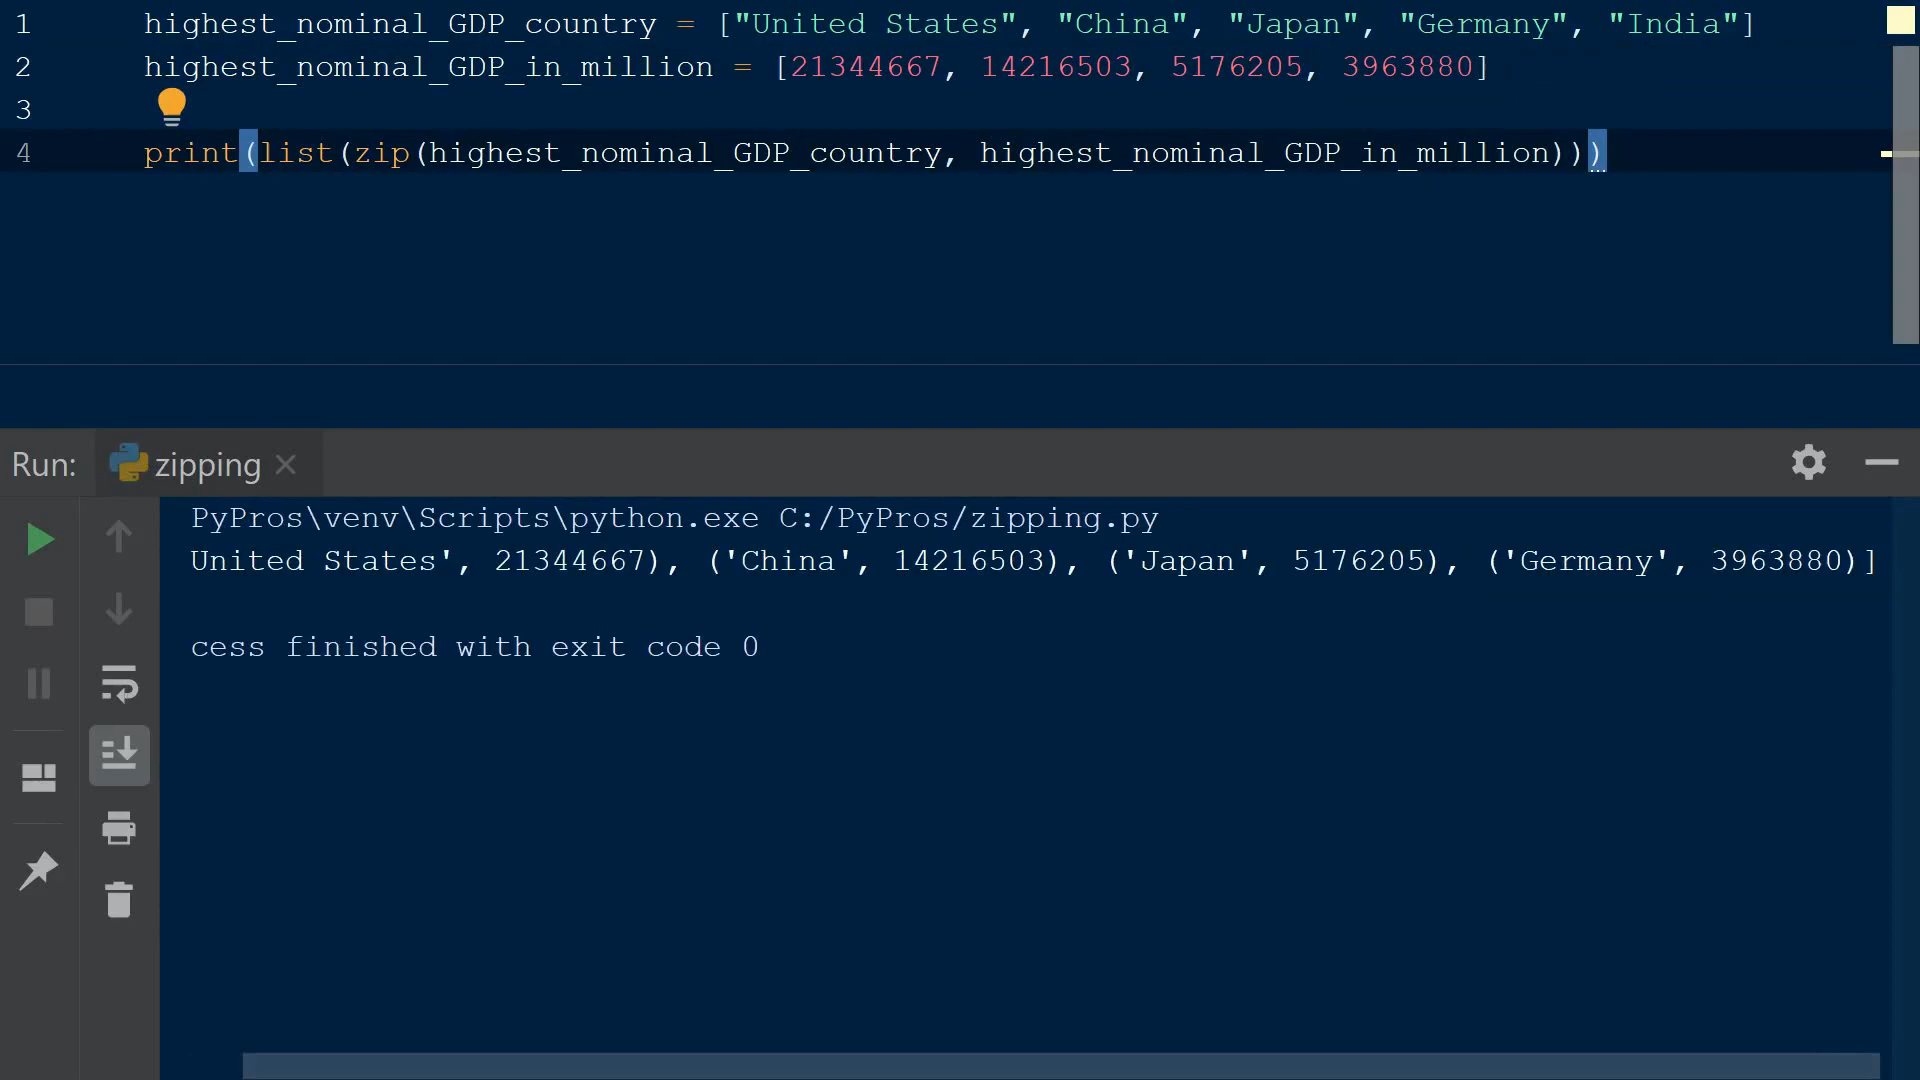 1 highest_nominal_GDP_country = ["United States", "China", "Japan", "Germany", "India"]
2 highest_nominal_GDP_in_million = [21344667, 14216503, 5176205, 3963880]
3
4 print(list(zip(highest_nominal_GDP_country, highest_nominal_GDP_in_million)))
Run: zipping
PyPros\venv\Scripts\python.exe C:/PyPros/zipping.py
United States', 21344667), ('China', 14216503), ('Japan', 5176205), ('Germany', 3963880)]
cess finished with exit code 0